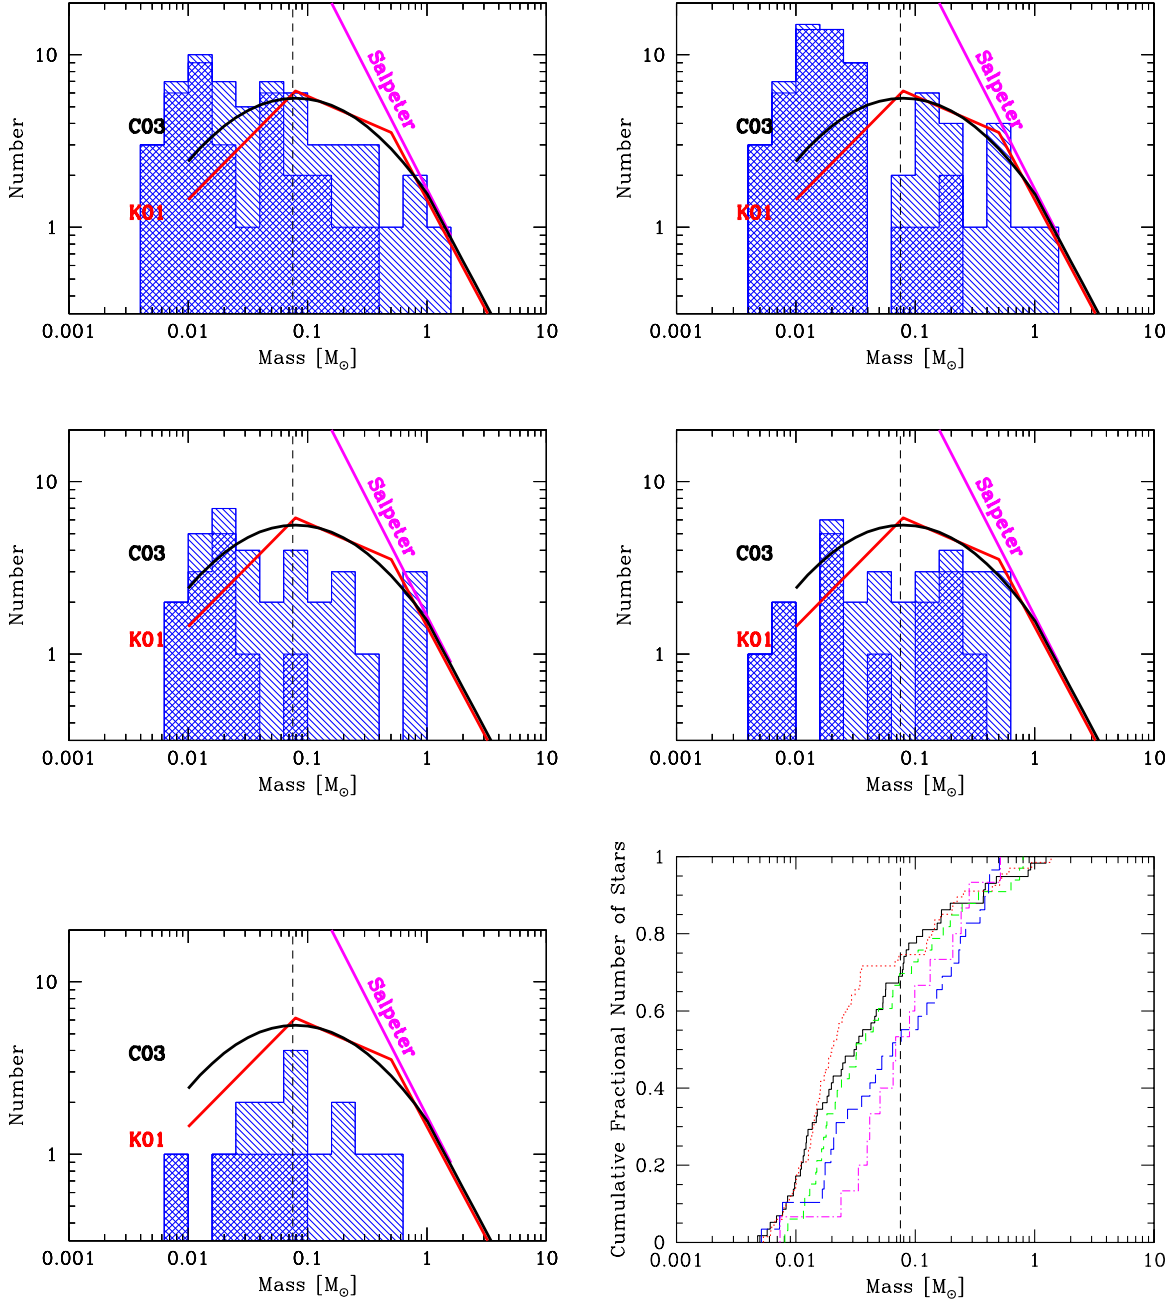 10
1
Number
C03
K01
Salpeter
0.001 0.01 0.1 1 10
Mass [M⊙]
10
1
Number
C03
K01
Salpeter
0.001 0.01 0.1 1 10
Mass [M⊙]
10
1
Number
C03
K01
Salpeter
0.001 0.01 0.1 1 10
Mass [M⊙]
10
1
Number
C03
K01
Salpeter
0.001 0.01 0.1 1 10
Mass [M⊙]
10
1
Number
C03
K01
Salpeter
0.001 0.01 0.1 1 10
Mass [M⊙]
1
0.8
0.6
0.4
0.2
0
Cumulative Fractional Number of Stars
0.001 0.01 0.1 1 10
Mass [M⊙]